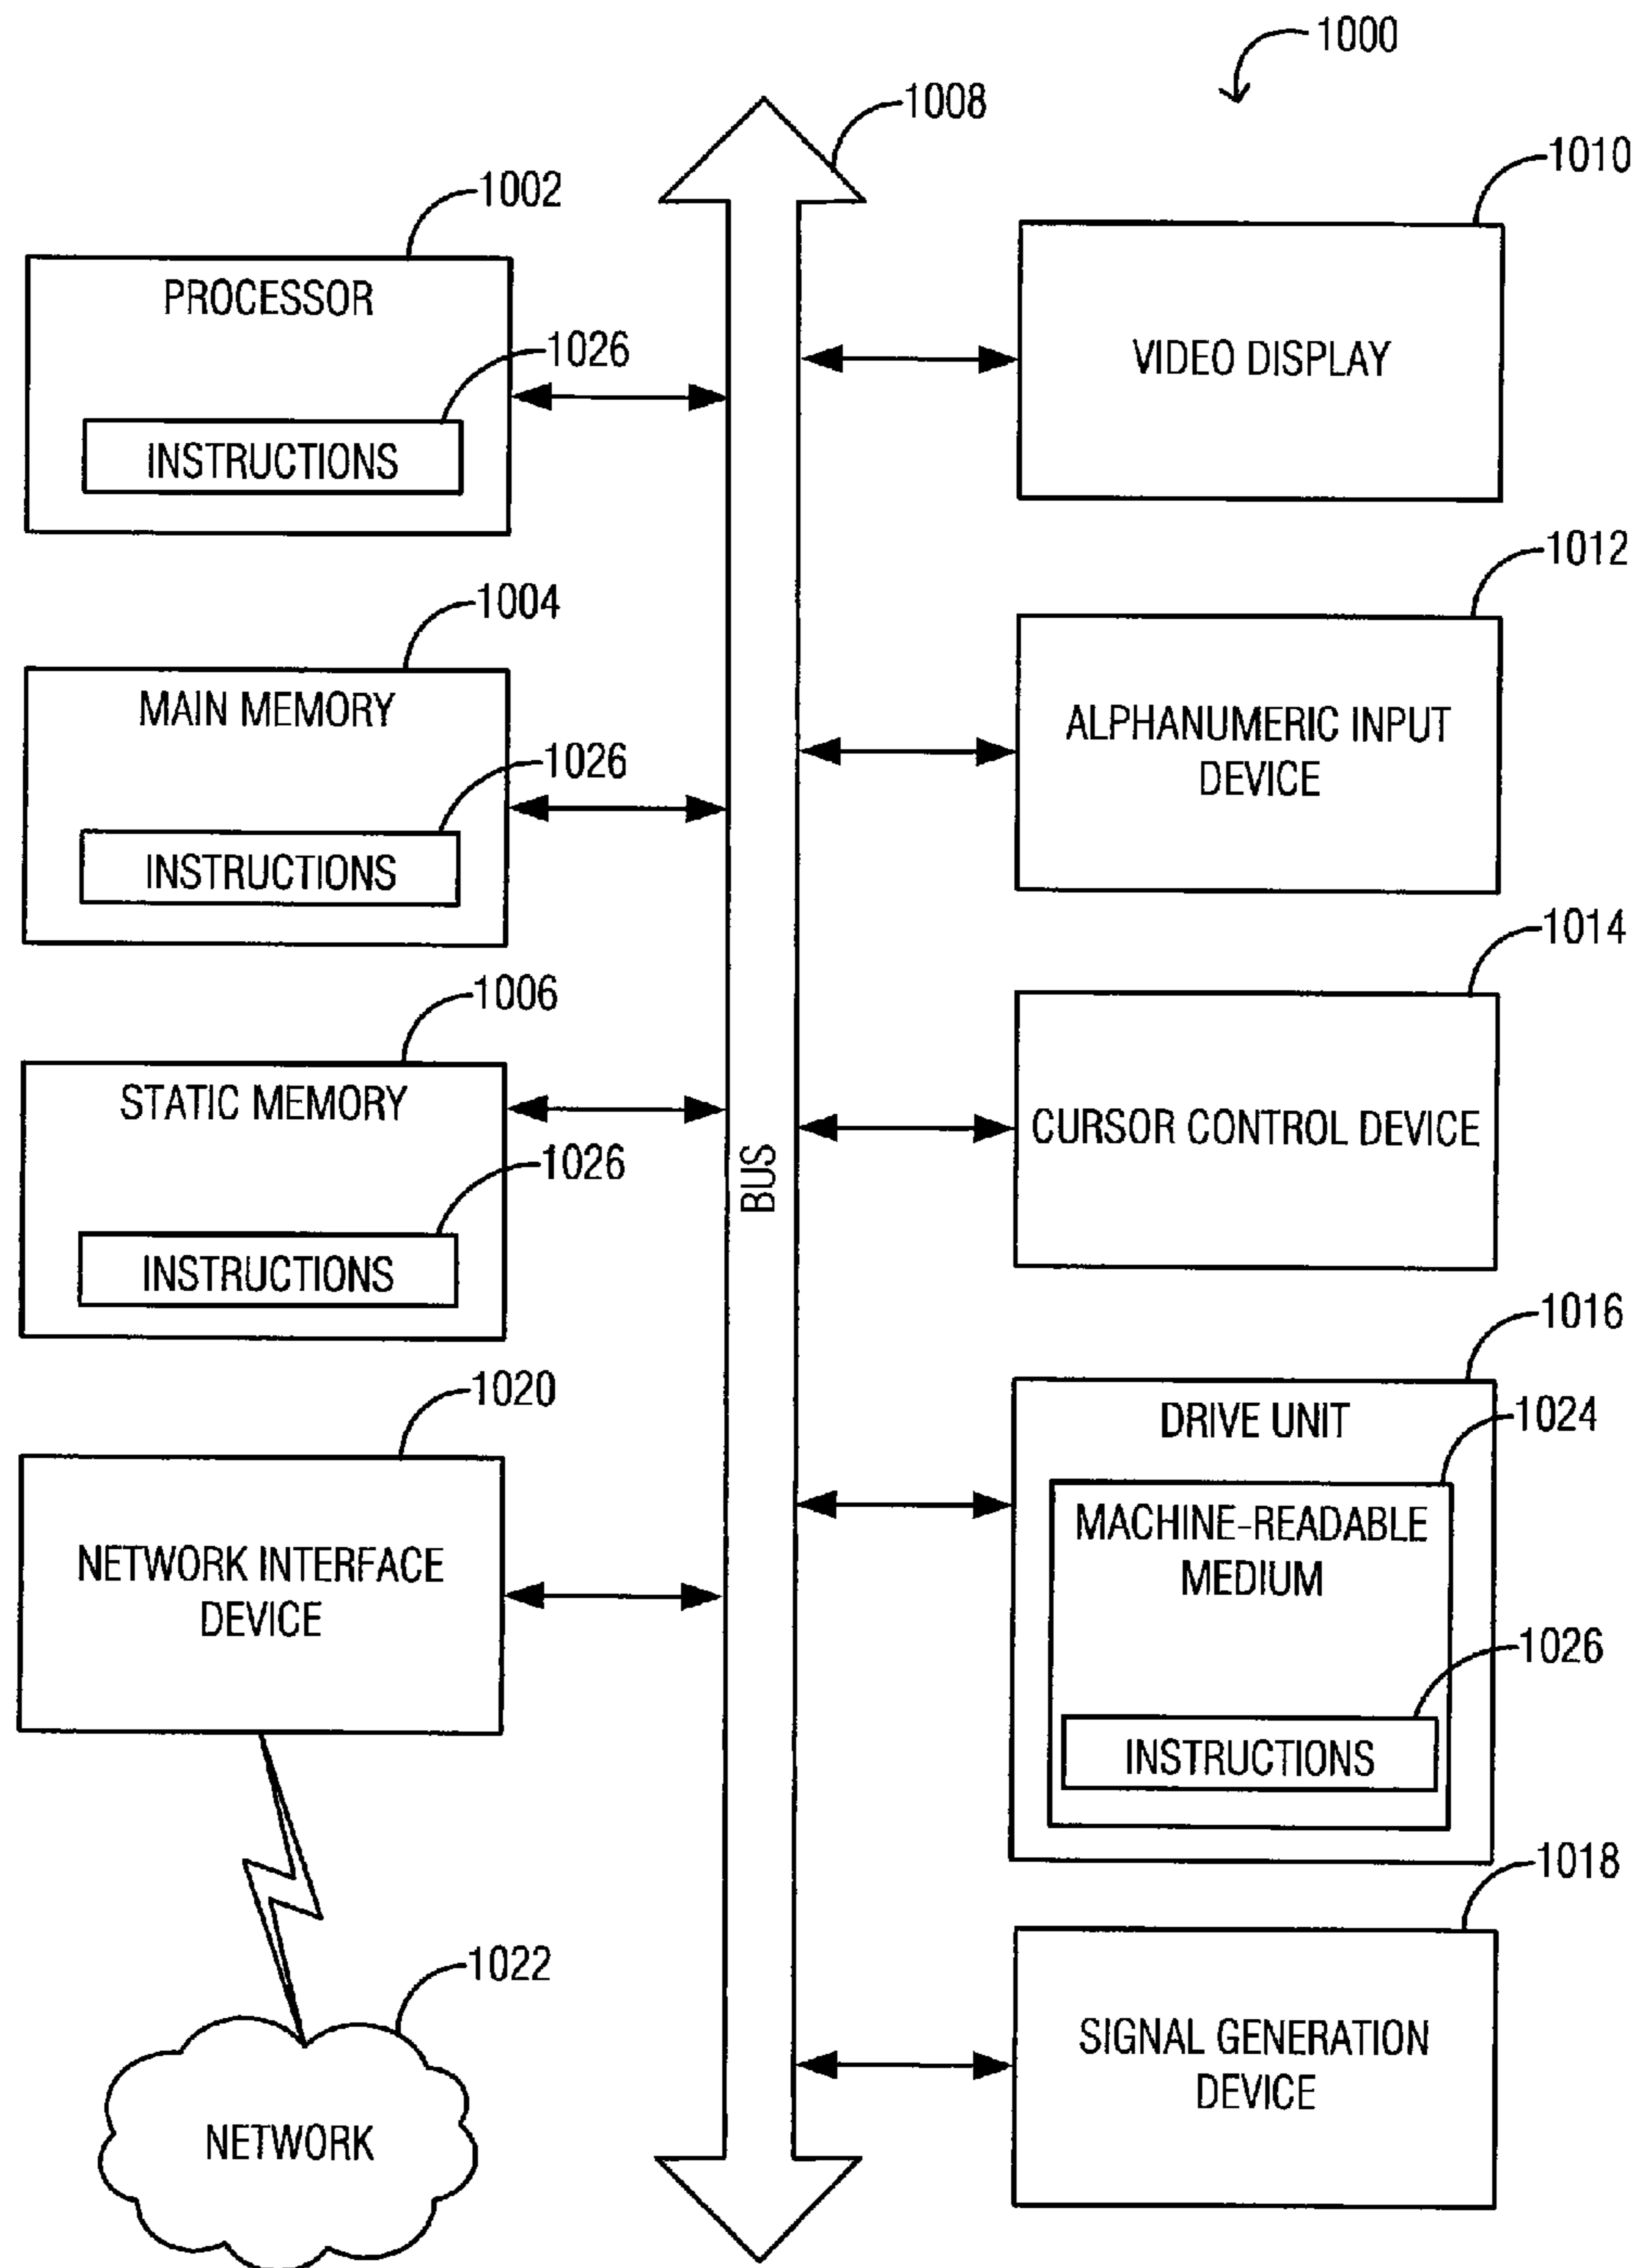 1000
1008
1002
PROCESSOR
1026
INSTRUCTIONS
1004
MAIN MEMORY
1026
INSTRUCTIONS
1006
STATIC MEMORY
1026
INSTRUCTIONS
1020
NETWORK INTERFACE
DEVICE
1022
NETWORK
BUS
1010
VIDEO DISPLAY
1012
ALPHANUMERIC INPUT
DEVICE
1014
CURSOR CONTROL DEVICE
1016
DRIVE UNIT
1024
MACHINE-READABLE
MEDIUM
1026
INSTRUCTIONS
1018
SIGNAL GENERATION
DEVICE